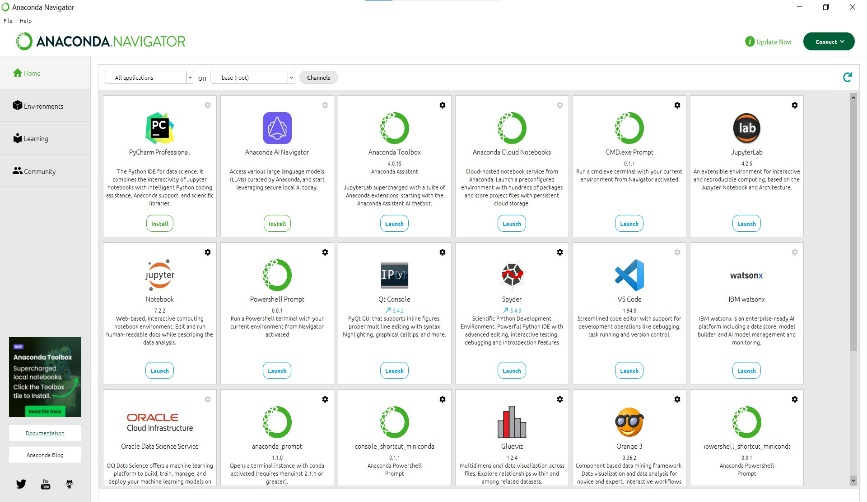 Anaconda Navigator
File Help
ANACONDA.NAVIGATOR
Update Now
Connect
Home
Environments
Learning
Community
All applications
on
base (root)
Channels
PyCharm Professional
The Python IDE for data science. It
combines the interactivity of Jupyter
notebooks with intelligent Python coding
assistance, Anaconda support, and scientific
libraries
Install
Anaconda AI Navigator
Access various large language models
(LLMs) curated by Anaconda, and start
leveraging secure local AI today.
Install
Anaconda Toolbox
4.0.15
Anaconda Assistant
JupyterLab supercharged with a suite of
Anaconda extensions, starting with the
Anaconda Assistant AI chatbot.
Launch
Anaconda Cloud Notebooks
Cloud-hosted notebook service from
Anaconda. Launch a preconfigured
environment with hundreds of packages
and store project files with persistent
cloud storage
Launch
CMD.exe Prompt
0.1.1
Run a cmd.exe terminal with your current
environment from Navigator activated
Launch
JupyterLab
4.2.5
An extensible environment for interactive
and reproducible computing, based on the
Jupyter Notebook and Architecture.
Launch
jupyter
Notebook
7.2.2
Web-based, interactive computing
notebook environment. Edit and run
human-readable docs while describing the
data analysis.
Launch
Powershell Prompt
0.0.1
Run a Powershell terminal with your
current environment from Navigator
activated
Launch
IP[y]:
Qt Console
PyQt GUI that supports inline figures,
proper multiline editing with syntax
highlighting, graphical calltips, and more.
Launch
Spyder
Scientific Python Development
EnviRonment. Powerful Python IDE with
advanced editing, interactive testing,
debugging and introspection features
Launch
VS Code
1.94.0
Streamlined code editor with support for
development operations like debugging,
task running and version control.
Launch
watsonx
IBM watsonx
IBM watsonx is an enterprise-ready AI
platform including a data store, model
builder, and AI model management and
monitoring.
Launch
ORACLE
Cloud Infrastructure
Oracle Data Science Service
OCI Data Science offers a machine learning
platform to build, train, manage, and
deploy your machine learning models on
anaconda_prompt
1.1.0
Opens a terminal instance with conda
activated (requires menuinst 2.1.1 or
greater).
console_shortcut_miniconda
0.1.1
Anaconda Powershell
Prompt
Glueviz
1.2.4
Multidimensional data visualization across
files. Explore relationships within and
among related datasets.
Orange 3
3.36.2
Component based data mining framework.
Data visualization and data analysis for
novice and expert. Interactive workflows
powershell_shortcut_miniconda
0.0.1
Anaconda Powershell
Prompt
NEW
Anaconda Toolbox
Supercharged
local notebooks.
Click the Toolbox
tile to Install.
Read the Docs
Documentation
Anaconda Blog